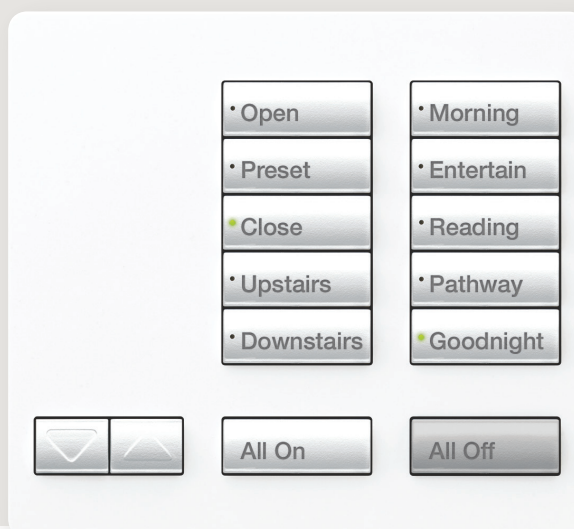 Open
Preset
Close
Upstairs
Downstairs
Morning
Entertain
Reading
Pathway
Goodnight
All On
All Off